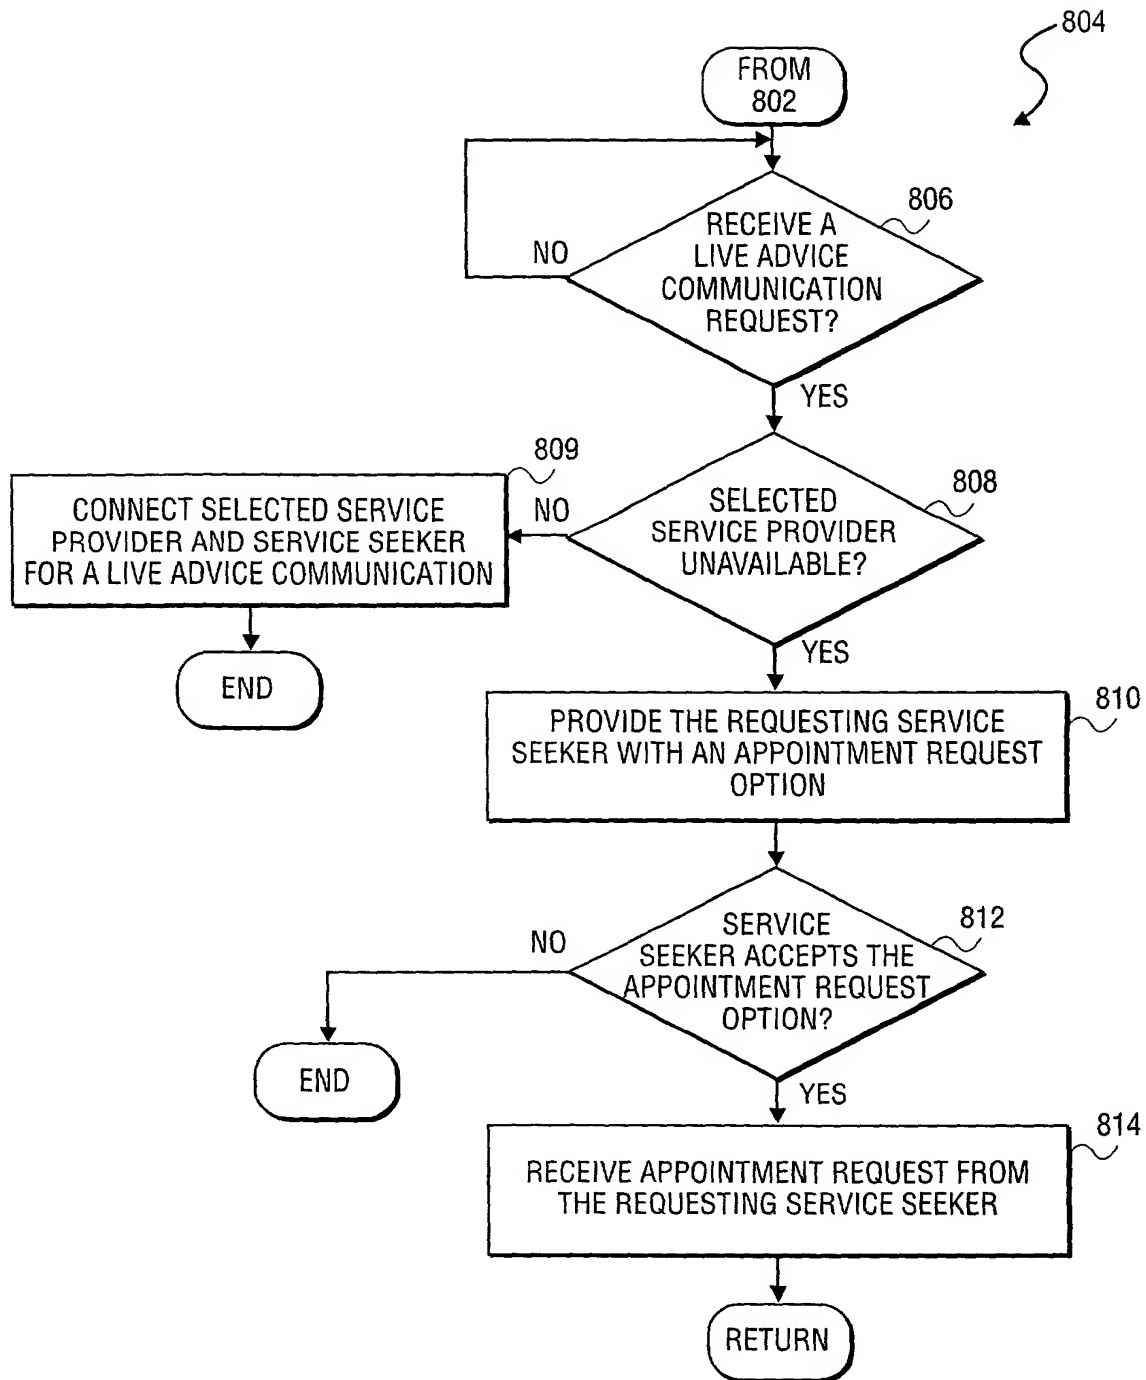 804
FROM
802
806
RECEIVE A
LIVE ADVICE
COMMUNICATION
REQUEST?
NO
YES
809
CONNECT SELECTED SERVICE
PROVIDER AND SERVICE SEEKER
FOR A LIVE ADVICE COMMUNICATION
NO
808
SELECTED
SERVICE PROVIDER
UNAVAILABLE?
END
YES
810
PROVIDE THE REQUESTING SERVICE
SEEKER WITH AN APPOINTMENT REQUEST
OPTION
812
SERVICE
SEEKER ACCEPTS THE
APPOINTMENT REQUEST
OPTION?
NO
END
YES
814
RECEIVE APPOINTMENT REQUEST FROM
THE REQUESTING SERVICE SEEKER
RETURN